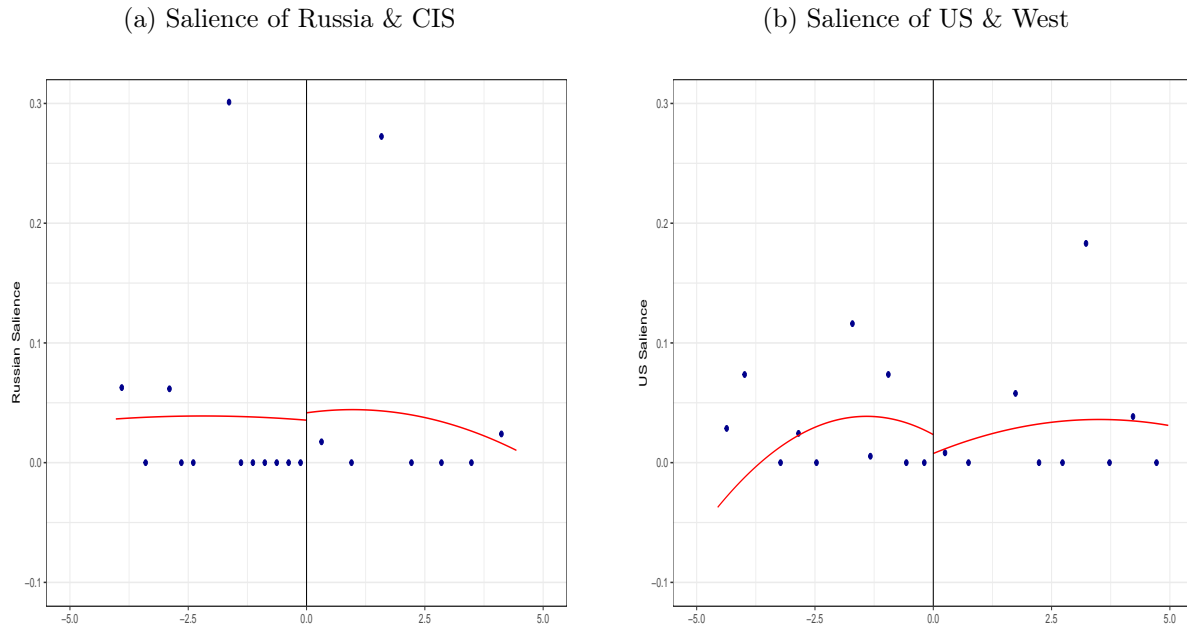 (a) Salience of Russia & CIS
0.3
0.2
0.1
0.0
−0.1
Russian Salience
−5.0 −2.5 0.0 2.5 5.0
(b) Salience of US & West
0.3
0.2
0.1
0.0
−0.1
US Salience
−5.0 −2.5 0.0 2.5 5.0